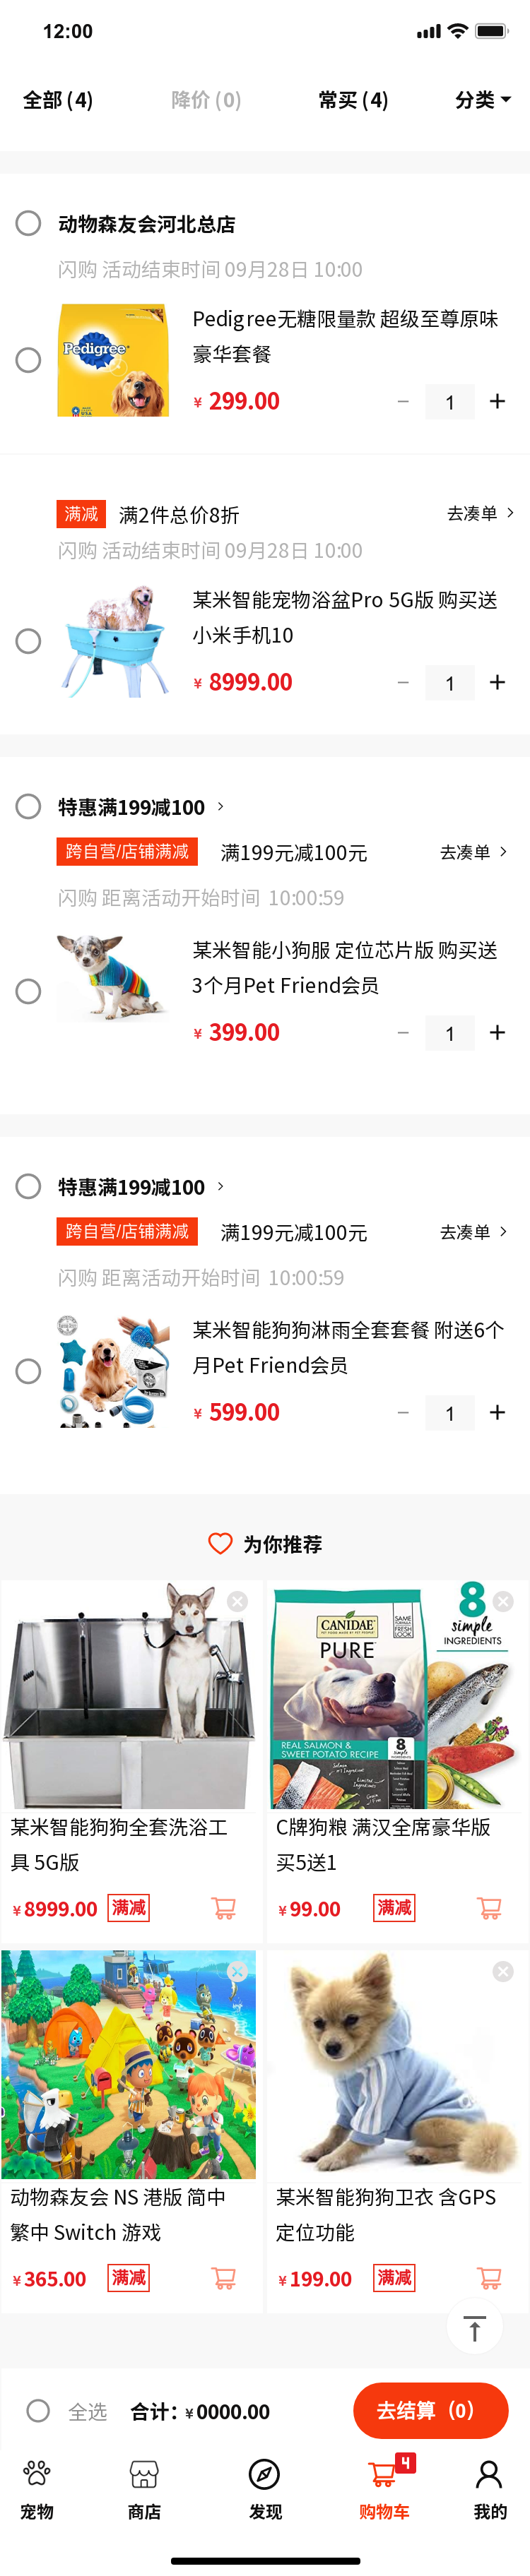 12:00
全部 (4) 降价 (0) 常买 (4) 分类
动物森友会河北总店
闪购 活动结束时间 09月28日 10:00
Pedigree
Pedigree无糖限量款 超级至尊原味
豪华套餐
¥ 299.00 − 1 +
满减 满2件总价8折 去凑单 >
闪购 活动结束时间 09月28日 10:00
某米智能宠物浴盆Pro 5G版 购买送
小米手机10
¥ 8999.00 − 1 +
特惠满199减100 >
跨自营/店铺满减 满199元减100元 去凑单 >
闪购 距离活动开始时间 10:00:59
某米智能小狗服 定位芯片版 购买送
3个月Pet Friend会员
¥ 399.00 − 1 +
特惠满199减100 >
跨自营/店铺满减 满199元减100元 去凑单 >
闪购 距离活动开始时间 10:00:59
某米智能狗狗淋雨全套套餐 附送6个
月Pet Friend会员
¥ 599.00 − 1 +
为你推荐
CANIDAE
PURE
SAME
FORMULA
FRESH
LOOK
REAL SALMON &
SWEET POTATO RECIPE
8
simple
INGREDIENTS
8
某米智能狗狗全套洗浴工
具 5G版
¥8999.00 满减
C牌狗粮 满汉全席豪华版
买5送1
¥99.00 满减
动物森友会 NS 港版 简中
繁中 Switch 游戏
¥365.00 满减
某米智能狗狗卫衣 含GPS
定位功能
¥199.00 满减
全选 合计：¥0000.00 去结算（0）
4
宠物 商店 发现 购物车 我的